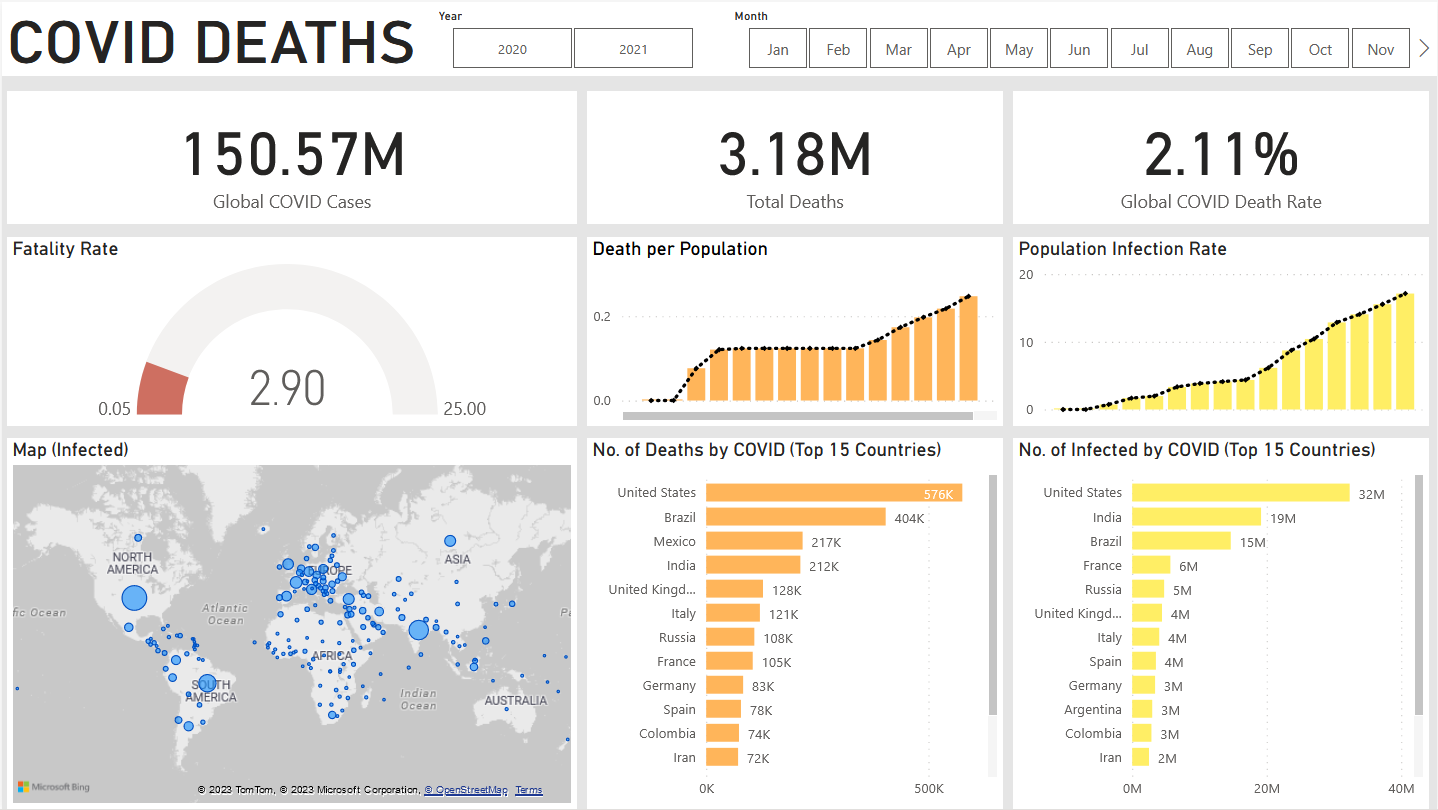 COVID DEATHS
Year
2020
2021
Month
Jan
Feb
Mar
Apr
May
Jun
Jul
Aug
Sep
Oct
Nov
150.57M
Global COVID Cases
3.18M
Total Deaths
2.11%
Global COVID Death Rate
Fatality Rate
2.90
0.05
25.00
Death per Population
0.2
0.0
Population Infection Rate
20
10
0
Map (Infected)
NORTH
AMERICA
EUROPE
ASIA
fic Ocean
Atlantic
Ocean
Pa
AFRICA
SOUTH
AMERICA
Indian
Ocean
AUSTRALIA
Microsoft Bing
© 2023 TomTom, © 2023 Microsoft Corporation, © OpenStreetMap Terms
No. of Deaths by COVID (Top 15 Countries)
United States 576K
Brazil 404K
Mexico 217K
India 212K
United Kingd... 128K
Italy 121K
Russia 108K
France 105K
Germany 83K
Spain 78K
Colombia 74K
Iran 72K
0K 500K
No. of Infected by COVID (Top 15 Countries)
United States 32M
India 19M
Brazil 15M
France 6M
Russia 5M
United Kingd... 4M
Italy 4M
Spain 4M
Germany 3M
Argentina 3M
Colombia 3M
Iran 2M
0M 20M 40M